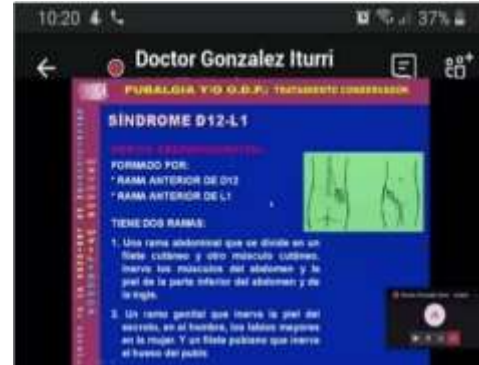 10:20
37%
Doctor Gonzalez Iturri
PUBALGIA Y/O O.D.P.: TRATAMIENTO CONSERVADOR
SÍNDROME D12-L1
FORMADO POR:
* RAMA ANTERIOR DE D12
* RAMA ANTERIOR DE L1
TIENE DOS RAMAS:
1. Una rama abdominal que se divide en un
filete cutáneo y otro músculo cutáneo.
Inerva los músculos del abdomen y la
piel de la parte inferior del abdomen y de
la ingle.
2. Un ramo genital que inerva la piel del
escroto, en el hombre, los labios mayores
en la mujer. Y un filete pubiano que inerva
el hueso del pubis